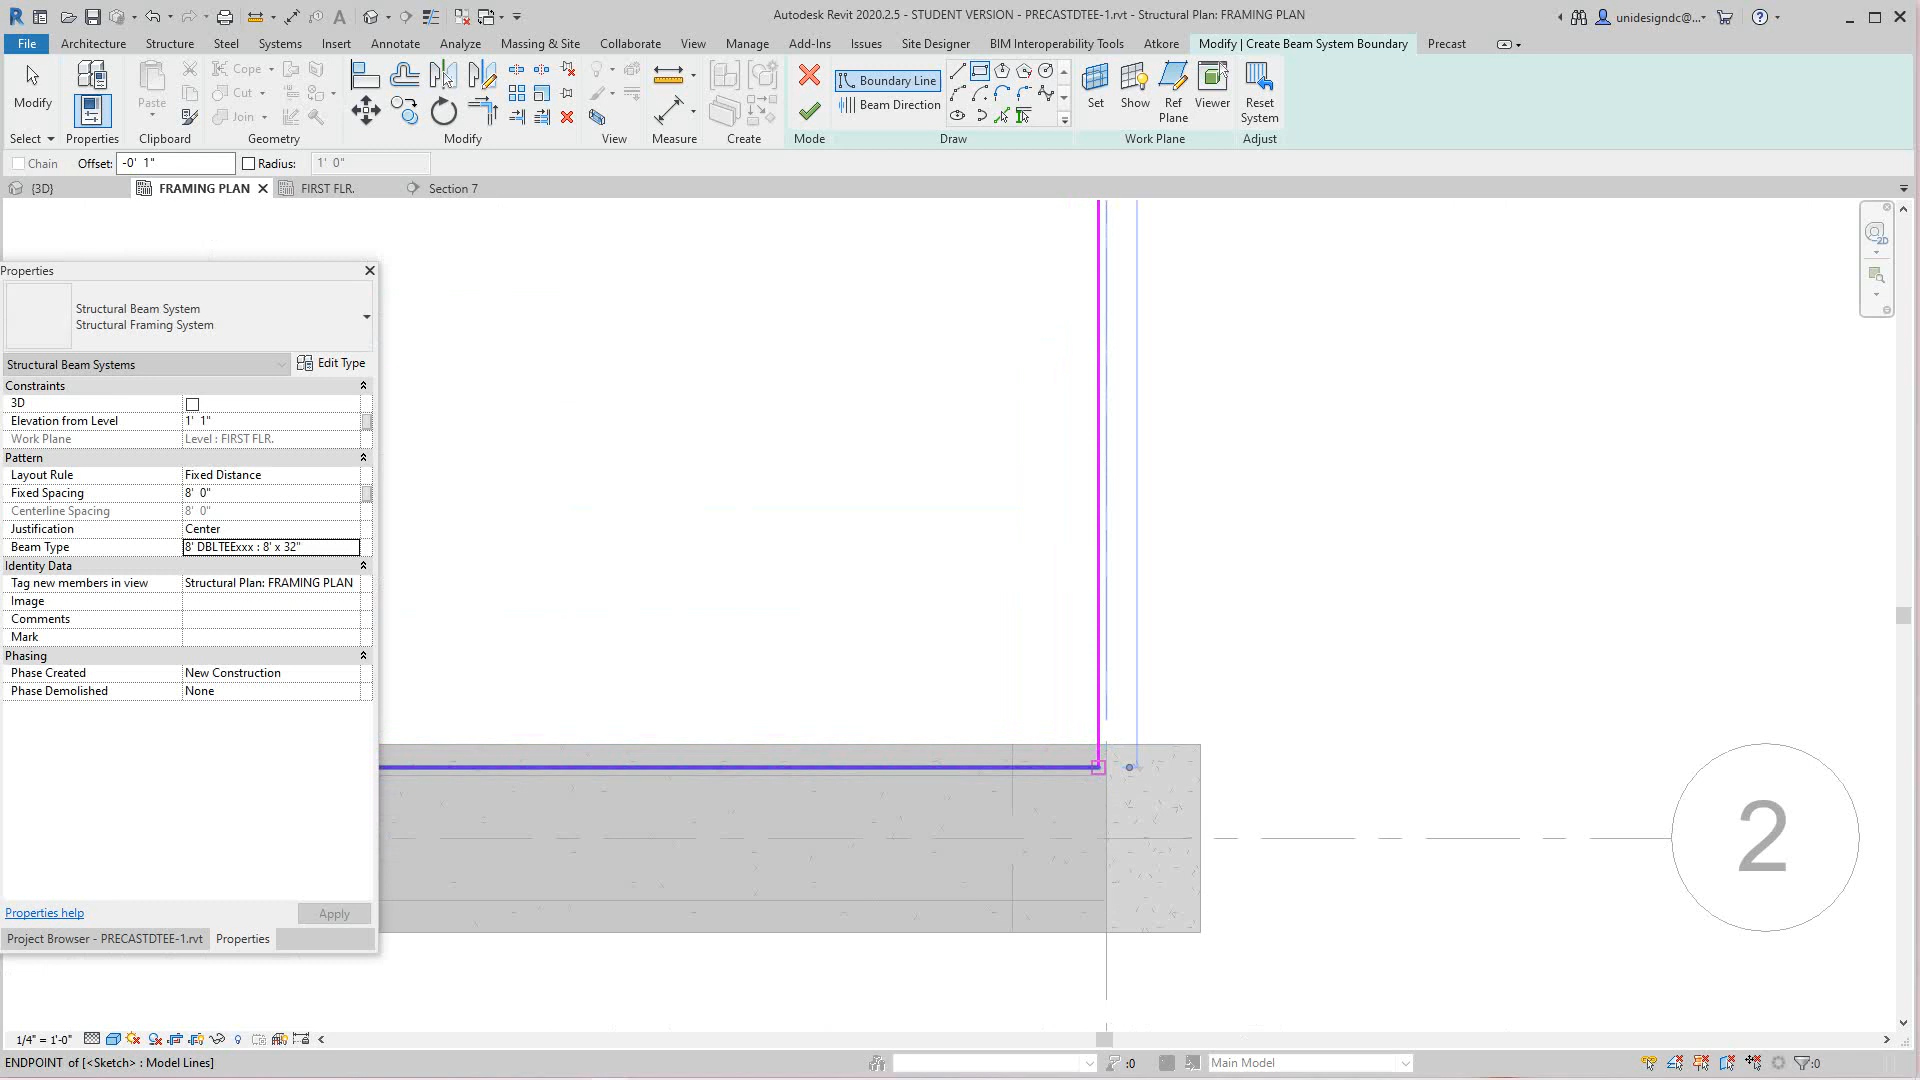 Autodesk Revit 2020.2.5 - STUDENT VERSION - PRECASTDTEE-1.rvt - Structural Plan: FRAMING PLAN
unidesigndc@...
File Architecture Structure Steel Systems Insert Annotate Analyze Massing & Site Collaborate View Manage Add-Ins Issues Site Designer BIM Interoperability Tools Atkore Modify | Create Beam System Boundary Precast
Modify
Paste
Cope
Cut
Join
Boundary Line
Beam Direction
Set
Show
Ref Plane
Viewer
Reset System
Select Properties Clipboard Geometry Modify View Measure Create Mode Draw Work Plane Adjust
Chain Offset: -0' 1" Radius: 1' 0"
{3D} FRAMING PLAN FIRST FLR. Section 7
2D
Properties
Structural Beam System
Structural Framing System
Structural Beam Systems Edit Type
Constraints
3D
Elevation from Level 1' 1"
Work Plane Level : FIRST FLR.
Pattern
Layout Rule Fixed Distance
Fixed Spacing 8' 0"
Centerline Spacing 8' 0"
Justification Center
Beam Type 8' DBLTEExxx : 8' x 32"
Identity Data
Tag new members in view Structural Plan: FRAMING PLAN
Image
Comments
Mark
Phasing
Phase Created New Construction
Phase Demolished None
Properties help Apply
Project Browser - PRECASTDTEE-1.rvt Properties
2
1/4" = 1'-0"
ENDPOINT of [<Sketch> : Model Lines] :0 Main Model :0